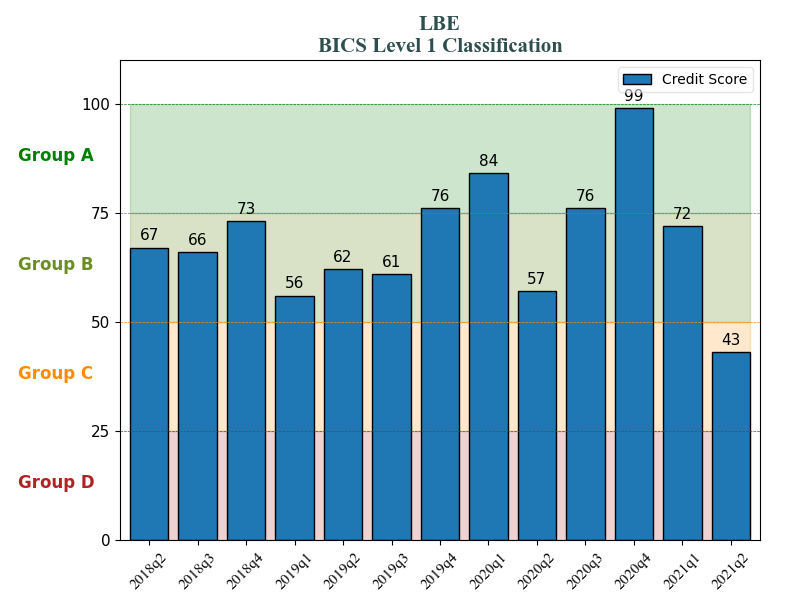 LBE
BICS Level 1 Classification
Credit Score
100
75
50
25
0
Group A
Group B
Group C
Group D
67
66
73
56
62
61
76
84
57
76
99
72
43
2018q2
2018q3
2018q4
2019q1
2019q2
2019q3
2019q4
2020q1
2020q2
2020q3
2020q4
2021q1
2021q2